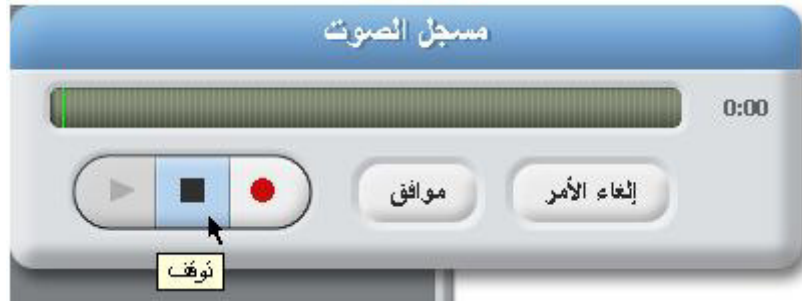 مسجل الصوت
0:00
موافق
إلغاء الأمر
توقف